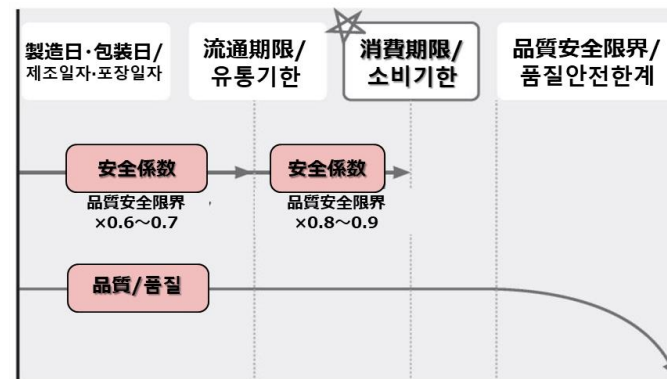 製造日･包装日/
제조일자･포장일자
流通期限/
유통기한
消費期限/
소비기한
品質安全限界/
품질안전한계
安全係数
品質安全限界
×0.6～0.7
安全係数
品質安全限界
×0.8～0.9
品質/품질